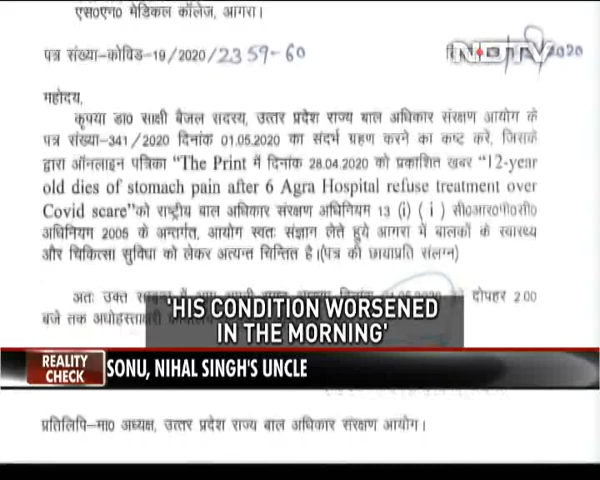 एस०एन० मेडिकल कॉलेज, आगरा।
पत्र संख्या-कोविड-19/2020/2359-60
NDTV
2020
महोदय,
कृपया डा० साक्षी बैजल सदस्य, उत्तर प्रदेश राज्य बाल अधिकार संरक्षण आयोग के
पत्र संख्या-341/2020 दिनांक 01.05.2020 का संदर्भ ग्रहण करने का कष्ट करे, जिसके
द्वारा ऑनलाइन पत्रिका "The Print में दिनांक 28.04.2020 को प्रकाशित खबर "12-year
old dies of stomach pain after 6 Agra Hospital refuse treatment over
Covid scare"को राष्ट्रीय बाल अधिकार संरक्षण अधिनियम 13 (i) ( i ) सी०आर०पी०सी०
अधिनियम 2005 के अन्तर्गत, आयोग स्वतः संज्ञान लेते हुये आगरा में बालकों के स्वास्थ्य
और चिकित्सा सुविधा को लेकर अत्यन्त चिन्तित है।(पत्र की छायाप्रति संलग्न)
अतः उक्त दोपहर 2.00
बजे तक अधोहस्ताक्षरी
'HIS CONDITION WORSENED
IN THE MORNING'
REALITY
CHECK
SONU, NIHAL SINGH'S UNCLE
प्रतिलिपि-मा० अध्यक्ष, उत्तर प्रदेश राज्य बाल अधिकार संरक्षण आयोग।